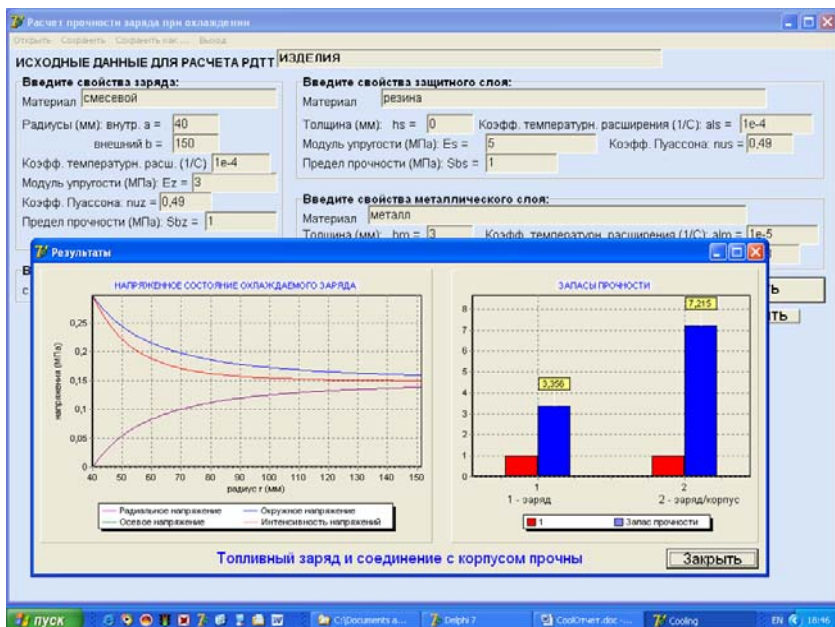 Расчет прочности заряда при охлаждении
Открыть Сохранить Сохранить как ... Выход
ИСХОДНЫЕ ДАННЫЕ ДЛЯ РАСЧЕТА РДТТ ИЗДЕЛИЯ
Введите свойства заряда:
Материал смесевой
Радиусы (мм): внутр. a = 40
внешний b = 150
Коэфф. температурн. расш. (1/С) 1e-4
Модуль упругости (МПа): Ez = 3
Коэфф. Пуассона: nuz = 0,49
Предел прочности (МПа): Sbz = 1
Введите свойства защитного слоя:
Материал резина
Толщина (мм): hs = 0 Коэфф. температурн. расширения (1/С): als = 1e-4
Модуль упругости (МПа): Es = 5 Коэфф. Пуассона: nus = 0,49
Предел прочности (МПа): Sbs = 1
Введите свойства металлического слоя:
Материал металл
Толщина (мм): hm = 3 Коэфф. температурн. расширения (1/С): alm = 1e-5
Результаты
НАПРЯЖЕННОЕ СОСТОЯНИЕ ОХЛАЖДАЕМОГО ЗАРЯДА
напряжения (МПа)
0,25
0,2
0,15
0,1
0,05
0
40 50 60 70 80 90 100 110 120 130 140 150
радиус r (мм)
Радиальное напряжение Окружное напряжение
Осевое напряжение Интенсивность напряжений
ЗАПАСЫ ПРОЧНОСТИ
8
7
6
5
4
3
2
1
0
3,356
7,215
1 2
1 - заряд 2 - заряд/корпус
1 Запас прочности
Топливный заряд и соединение с корпусом прочны
Закрыть
пуск
C:\Documents a...
Delphi 7
CoolОтчет.doc -...
Cooling
EN
18:46